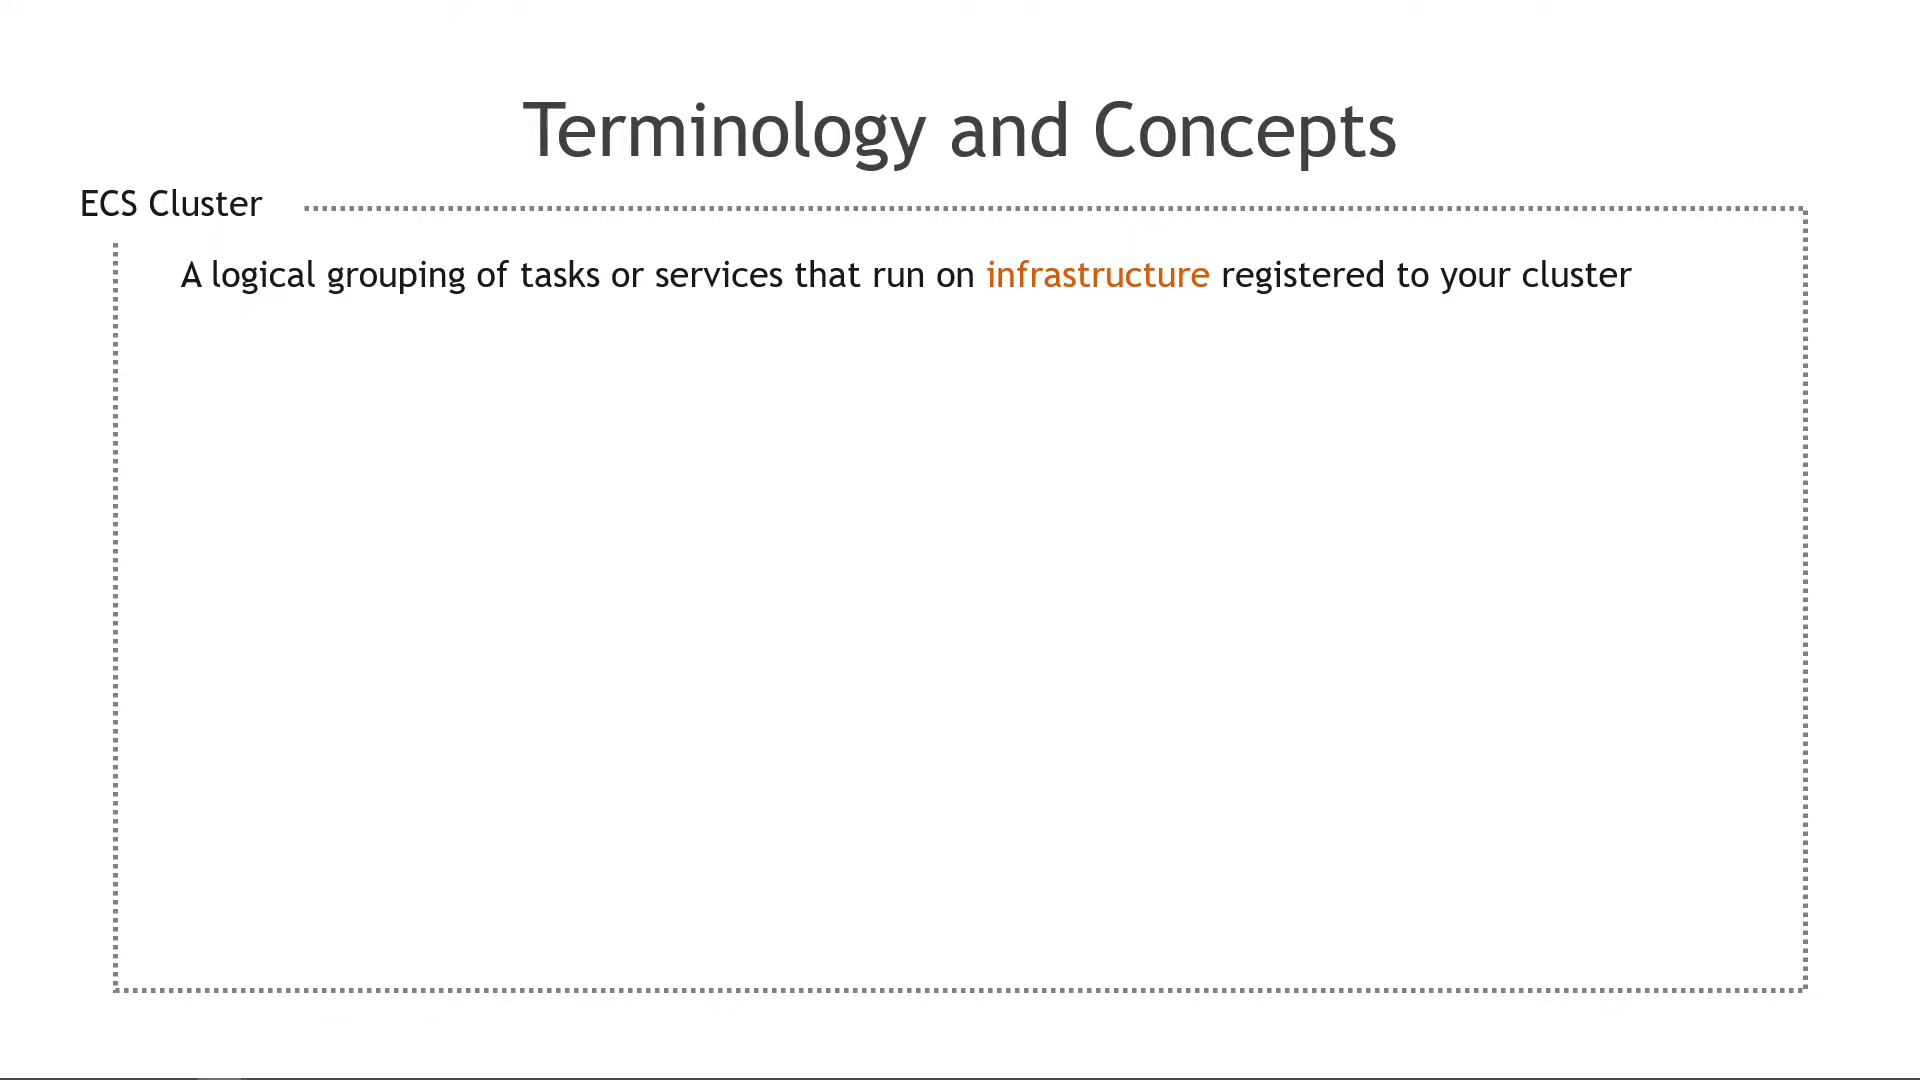 Terminology and Concepts
ECS Cluster
A logical grouping of tasks or services that run on infrastructure registered to your cluster